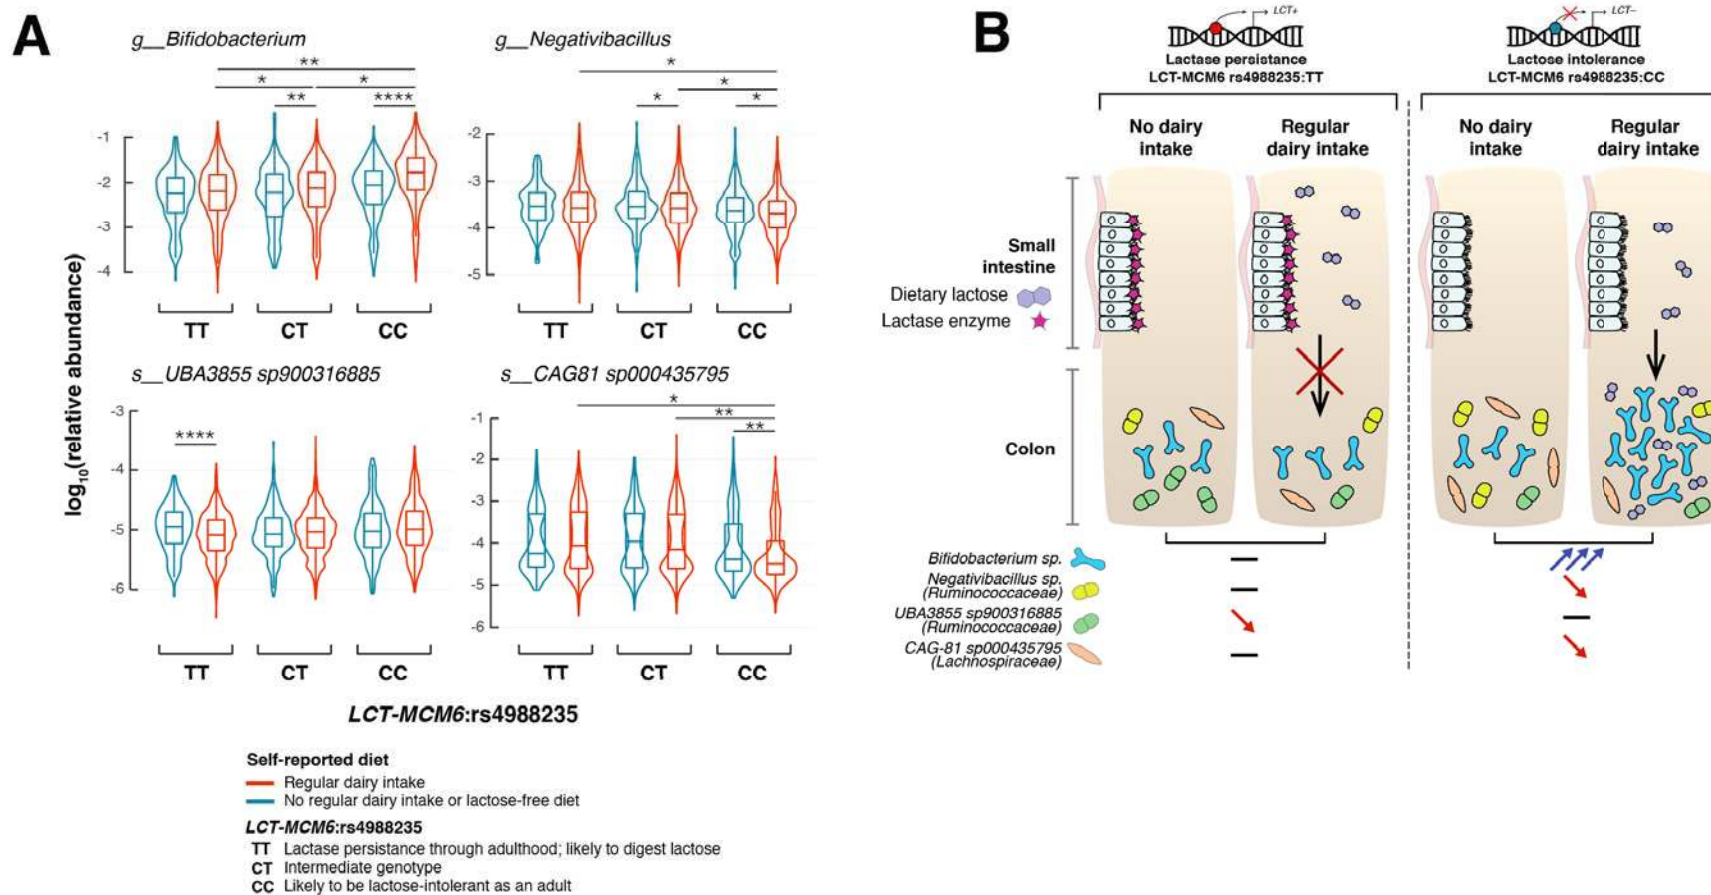 A
g__Bifidobacterium
**
*
*
**
****
-1
-2
-3
-4
TT
CT
CC
g__Negativibacillus
*
*
*
*
-2
-3
-4
-5
TT
CT
CC
log10(relative abundance)
s__UBA3855 sp900316885
****
-3
-4
-5
-6
TT
CT
CC
s__CAG81 sp000435795
*
**
**
-1
-2
-3
-4
-5
-6
TT
CT
CC
LCT-MCM6:rs4988235
Self-reported diet
Regular dairy intake
No regular dairy intake or lactose-free diet
LCT-MCM6:rs4988235
TT Lactase persistance through adulthood; likely to digest lactose
CT Intermediate genotype
CC Likely to be lactose-intolerant as an adult
B
LCT+
Lactase persistance
LCT-MCM6 rs4988235:TT
LCT–
Lactose intolerance
LCT-MCM6 rs4988235:CC
No dairy
intake
Regular
dairy intake
No dairy
intake
Regular
dairy intake
Small
intestine
Dietary lactose
Lactase enzyme
Colon
Bifidobacterium sp.
Negativibacillus sp.
(Ruminococcaceae)
UBA3855 sp900316885
(Ruminococcaceae)
CAG-81 sp000435795
(Lachnospiraceae)